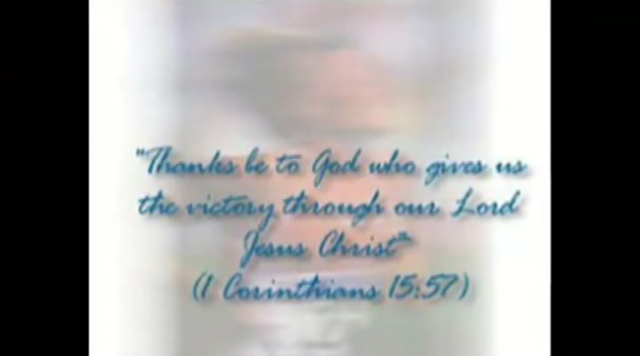 "Thanks be to God who gives us
the victory through our Lord
Jesus Christ"
(1 Corinthians 15:57)